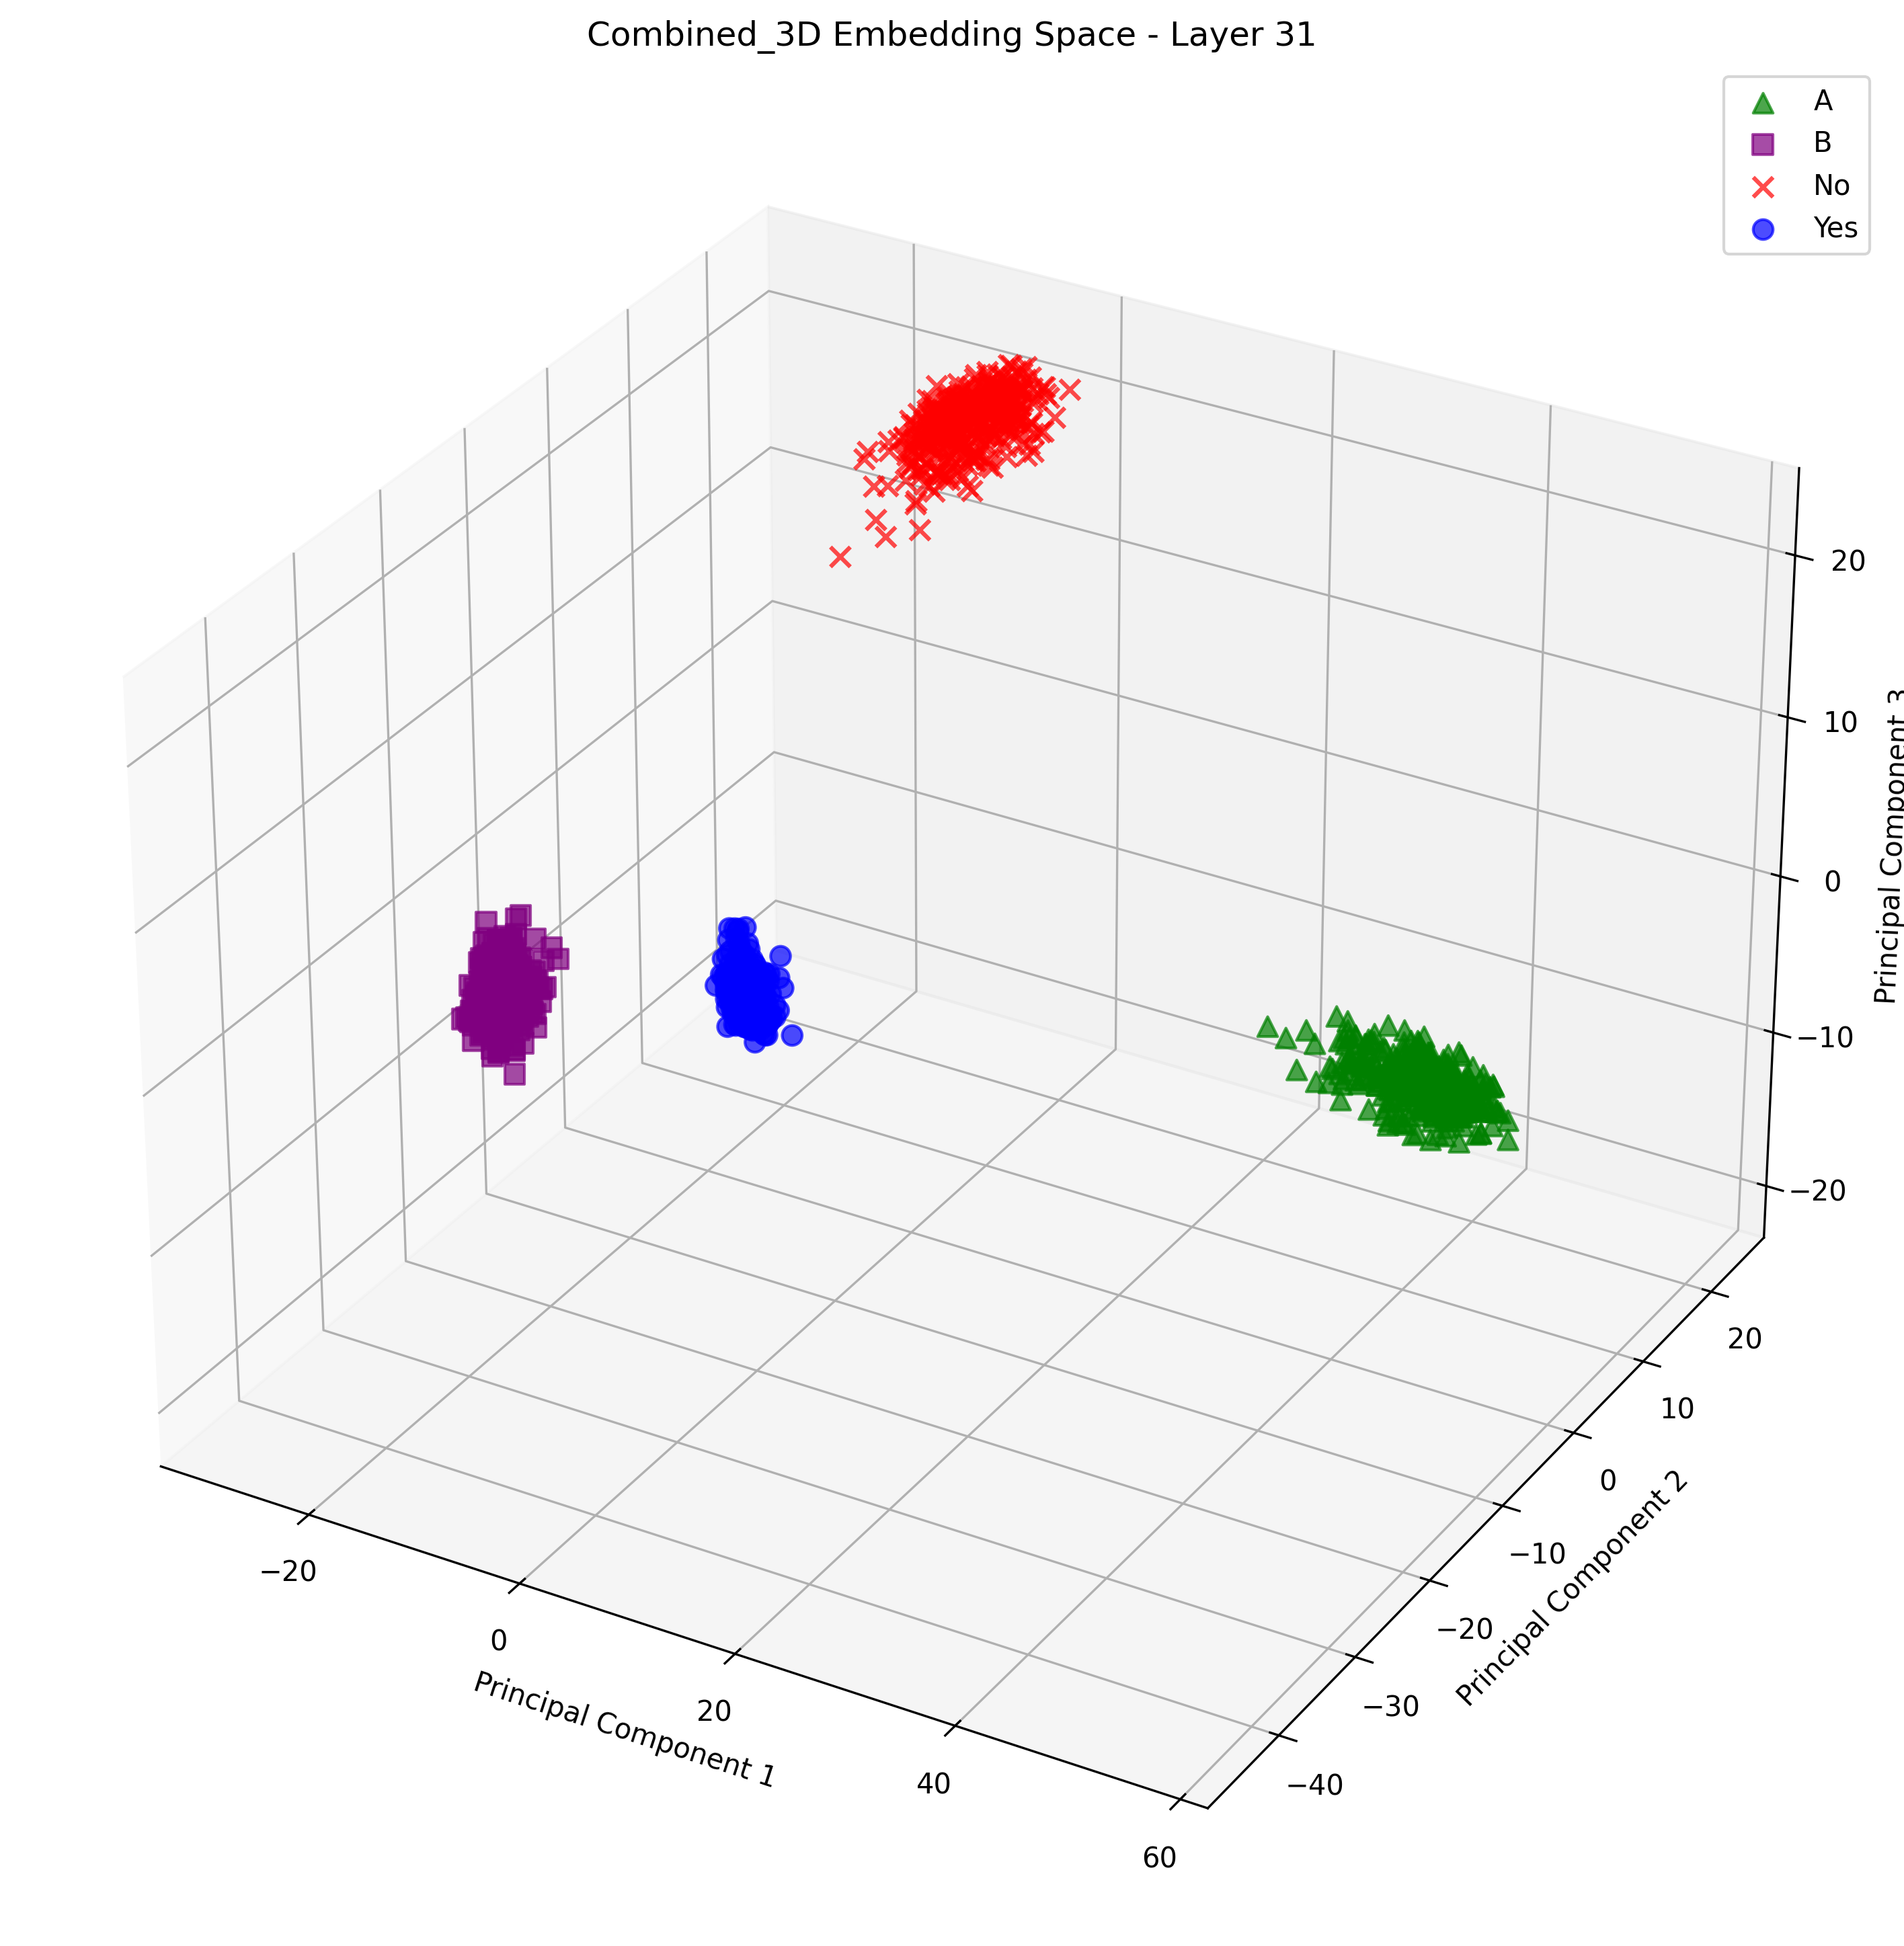 Combined_3D Embedding Space - Layer 31
A
B
No
Yes
20
10
0
−10
−20
Principal Component 3
20
10
0
−10
−20
−30
−40
Principal Component 2
−20
0
20
40
60
Principal Component 1